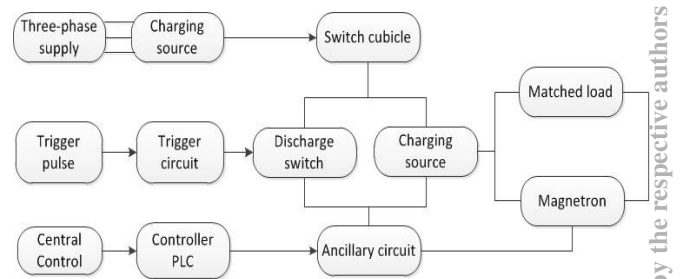 Three-phase
supply
Charging
source
Switch cubicle
Matched load
Trigger
pulse
Trigger
circuit
Discharge
switch
Charging
source
Magnetron
Central
Control
Controller
PLC
Ancillary circuit
by the respective authors